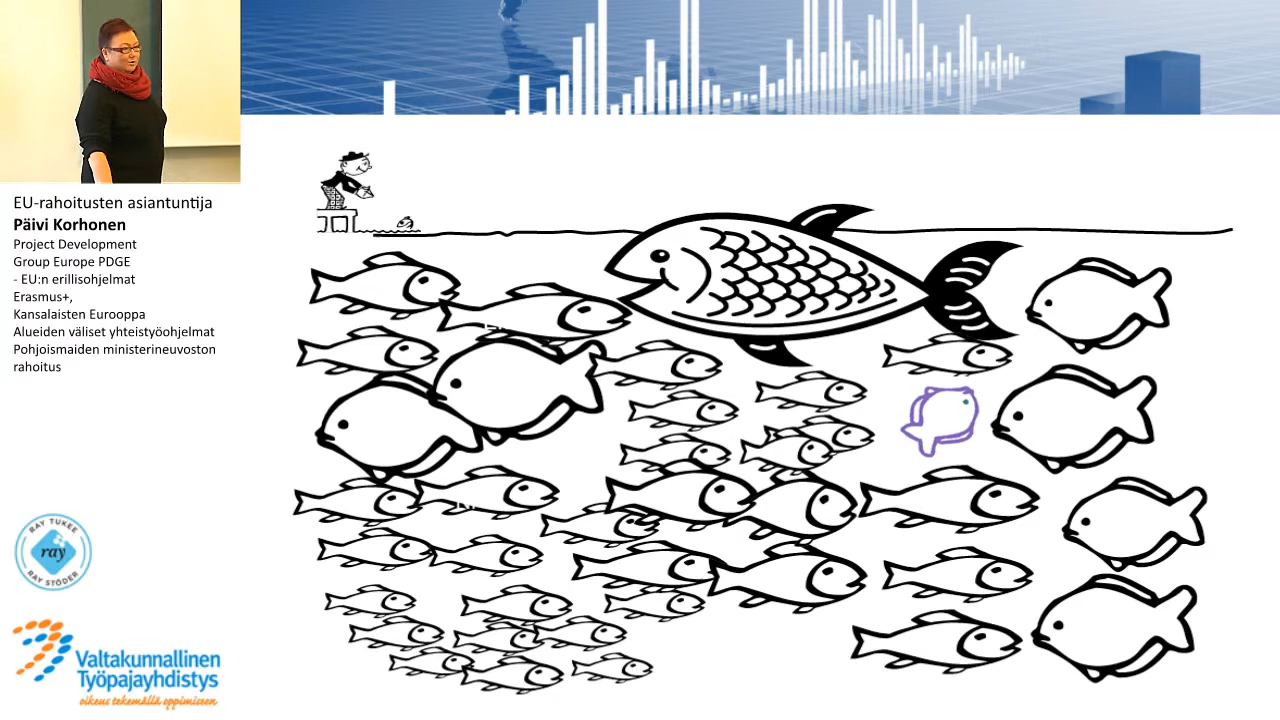 EU-rahoitusten asiantuntija
Päivi Korhonen
Project Development
Group Europe PDGE
- EU:n erillisohjelmat
Erasmus+,
Kansalaisten Eurooppa
Alueiden väliset yhteistyöohjelmat
Pohjoismaiden ministerineuvoston
rahoitus
RAY TUKEE
ray
RAY STÖDER
Valtakunnallinen
Työpajayhdistys
oikeus tekemällä oppimiseen